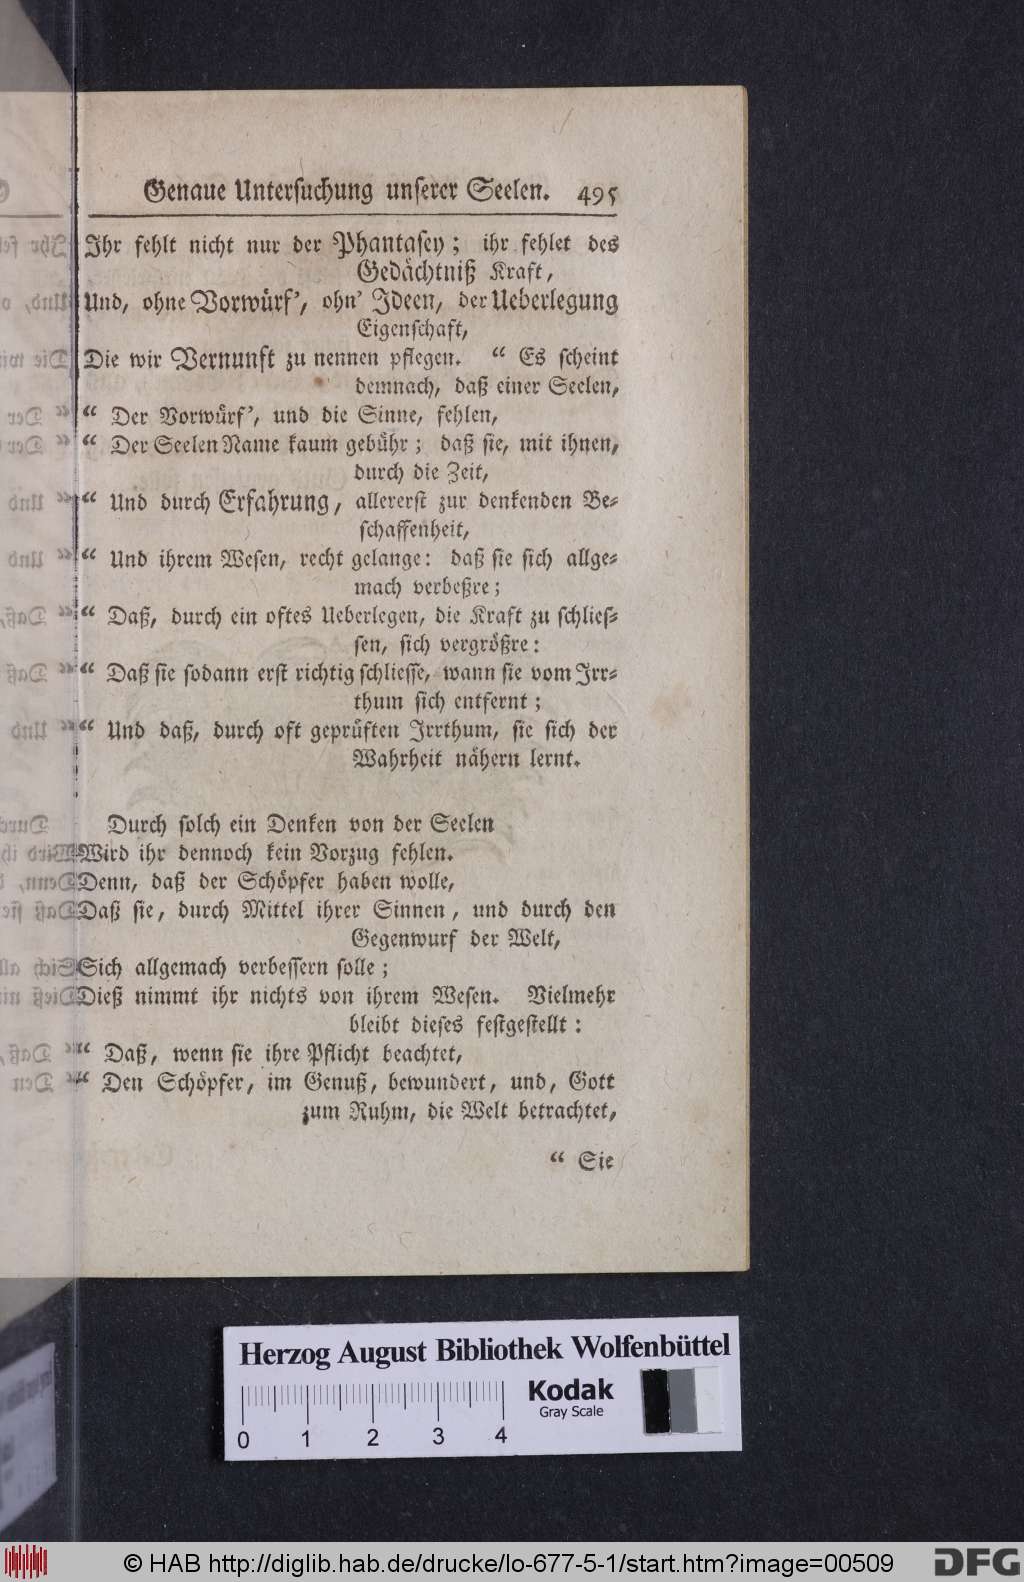 Genaue Untersuchung unserer Seelen. 495
Ihr fehlt nicht nur der Phantasey; ihr fehlet des
Gedächtniß Kraft,
Und, ohne Vorwürf', ohn' Ideen, der Ueberlegung
Eigenschaft,
Die wir Vernunft zu nennen pflegen. “ Es scheint
demnach, daß einer Seelen,
“ Der Vorwürf', und die Sinne, fehlen,
“ Der Seelen Name kaum gebühr; daß sie, mit ihnen,
durch die Zeit,
“ Und durch Erfahrung, allererst zur denkenden Be-
schaffenheit,
“ Und ihrem Wesen, recht gelange: daß sie sich allge-
mach verbeßre;
“ Daß, durch ein oftes Ueberlegen, die Kraft zu schlies-
sen, sich vergrößre:
“ Daß sie sodann erst richtig schliesse, wann sie vom Irr-
thum sich entfernt;
“ Und daß, durch oft geprüften Irrthum, sie sich der
Wahrheit nähern lernt.
Durch solch ein Denken von der Seelen
Wird ihr dennoch kein Vorzug fehlen.
Denn, daß der Schöpfer haben wolle,
Daß sie, durch Mittel ihrer Sinnen, und durch den
Gegenwurf der Welt,
Sich allgemach verbessern solle;
Dieß nimmt ihr nichts von ihrem Wesen. Vielmehr
bleibt dieses festgestellt:
“ Daß, wenn sie ihre Pflicht beachtet,
“ Den Schöpfer, im Genuß, bewundert, und, Gott
zum Ruhm, die Welt betrachtet,
“ Sie
Herzog August Bibliothek Wolfenbüttel
Kodak
Gray Scale
0 1 2 3 4
© HAB http://diglib.hab.de/drucke/lo-677-5-1/start.htm?image=00509
DFG